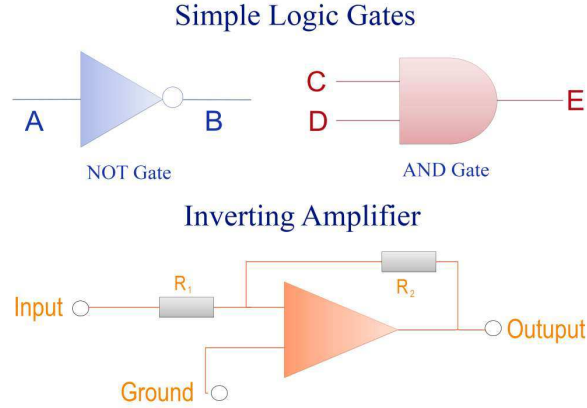 Simple Logic Gates
A
B
NOT Gate
C
D
E
AND Gate
Inverting Amplifier
R1
R2
Input
Outuput
Ground